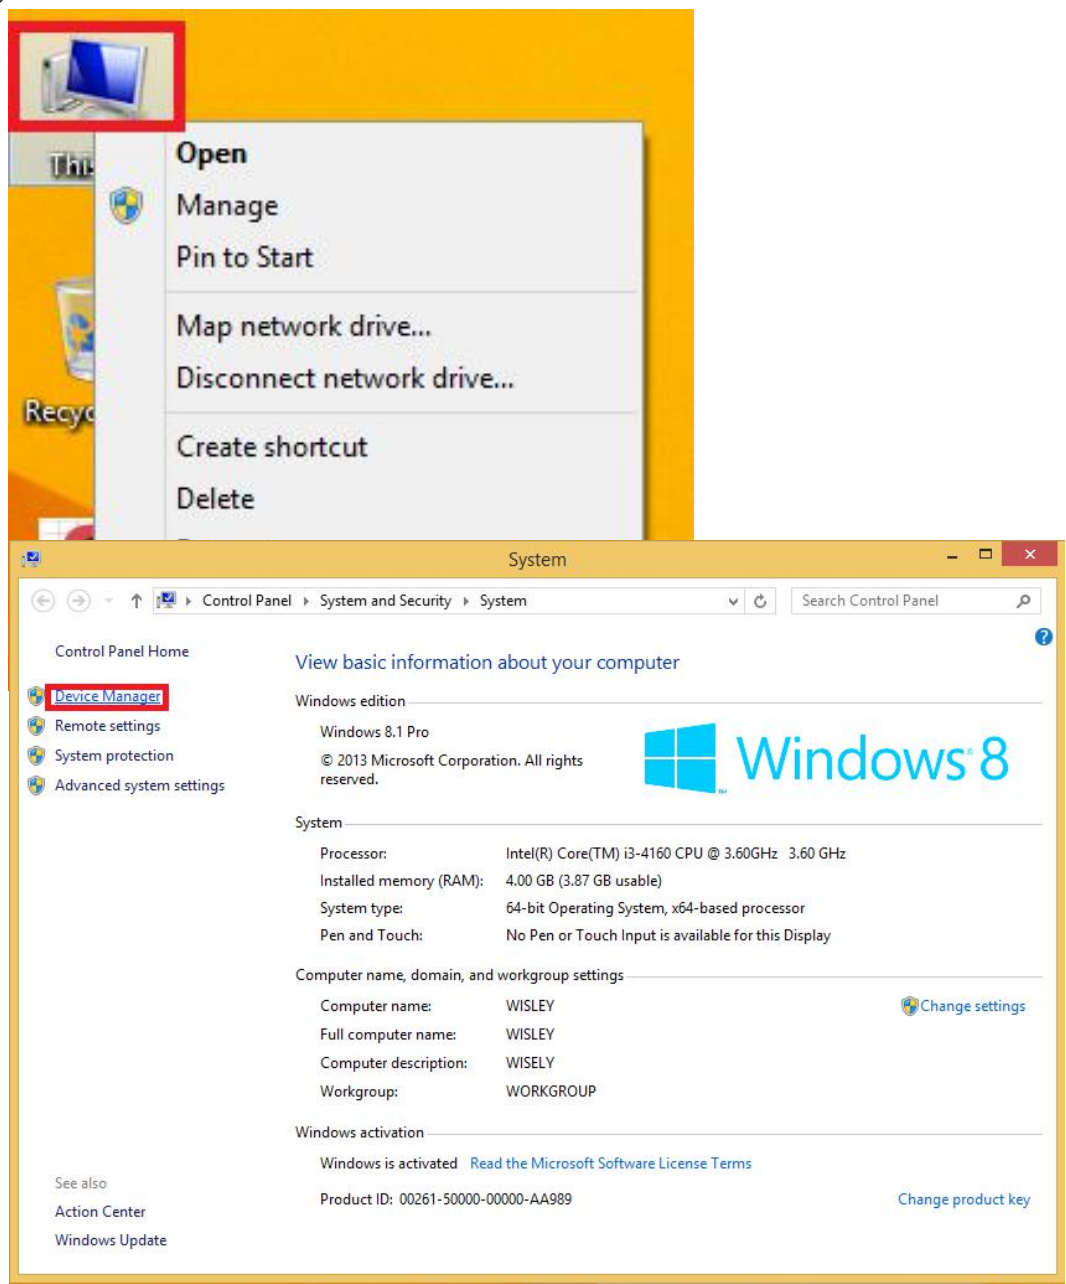 Open
Manage
Pin to Start
Map network drive...
Disconnect network drive...
Create shortcut
Delete
System
Control Panel System and Security System
Search Control Panel
Control Panel Home
Device Manager
Remote settings
System protection
Advanced system settings
See also
Action Center
Windows Update
View basic information about your computer
Windows edition
Windows 8.1 Pro
© 2013 Microsoft Corporation. All rights
reserved.
Windows 8
System
Processor: Intel(R) Core(TM) i3-4160 CPU @ 3.60GHz 3.60 GHz
Installed memory (RAM): 4.00 GB (3.87 GB usable)
System type: 64-bit Operating System, x64-based processor
Pen and Touch: No Pen or Touch Input is available for this Display
Computer name, domain, and workgroup settings
Computer name: WISLEY
Change settings
Full computer name: WISLEY
Computer description: WISELY
Workgroup: WORKGROUP
Windows activation
Windows is activated Read the Microsoft Software License Terms
Product ID: 00261-50000-00000-AA989
Change product key